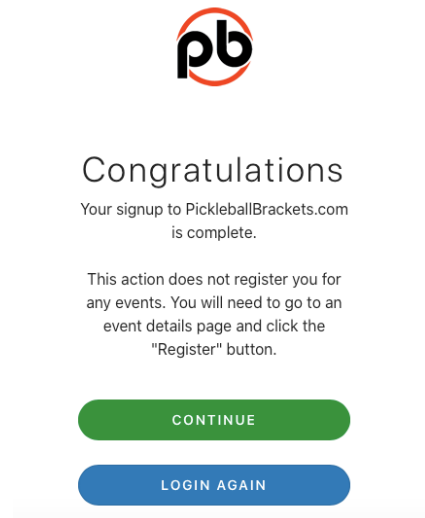 pb
Congratulations
Your signup to PickleballBrackets.com
is complete.
This action does not register you for
any events. You will need to go to an
event details page and click the
"Register" button.
CONTINUE
LOGIN AGAIN